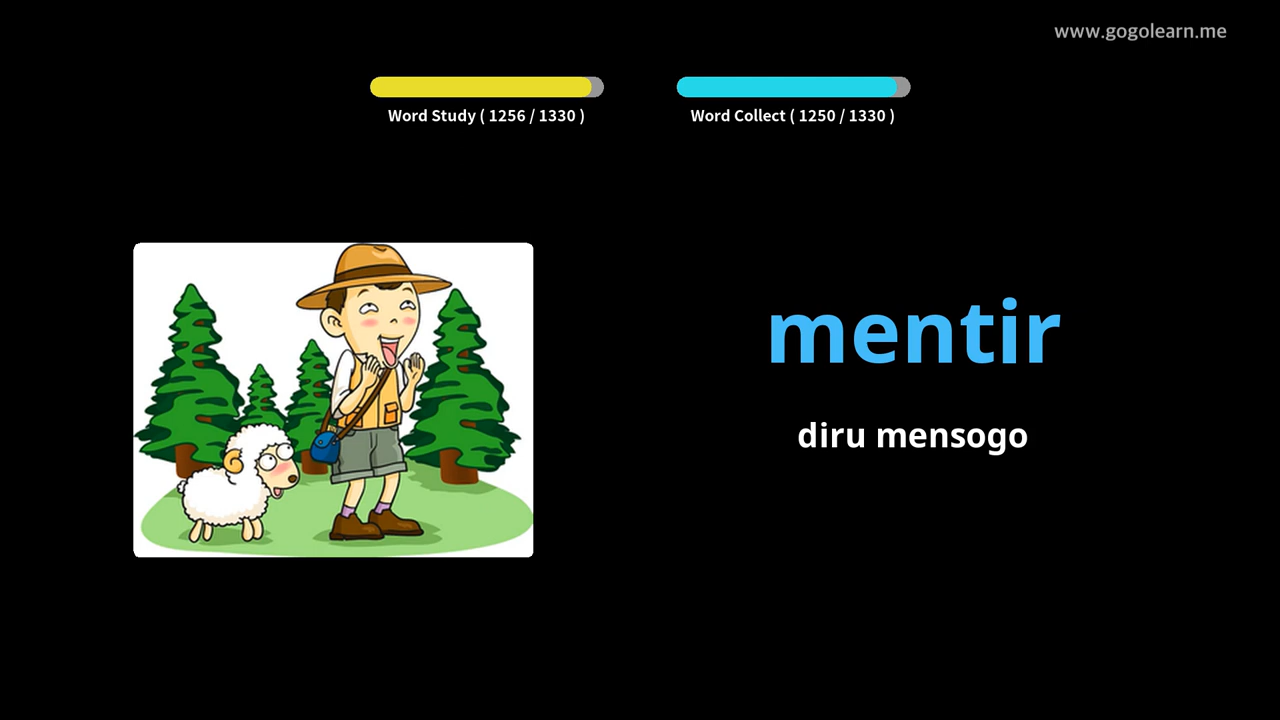 www.gogolearn.me
Word Study ( 1256 / 1330 )
Word Collect ( 1250 / 1330 )
mentir
diru mensogo